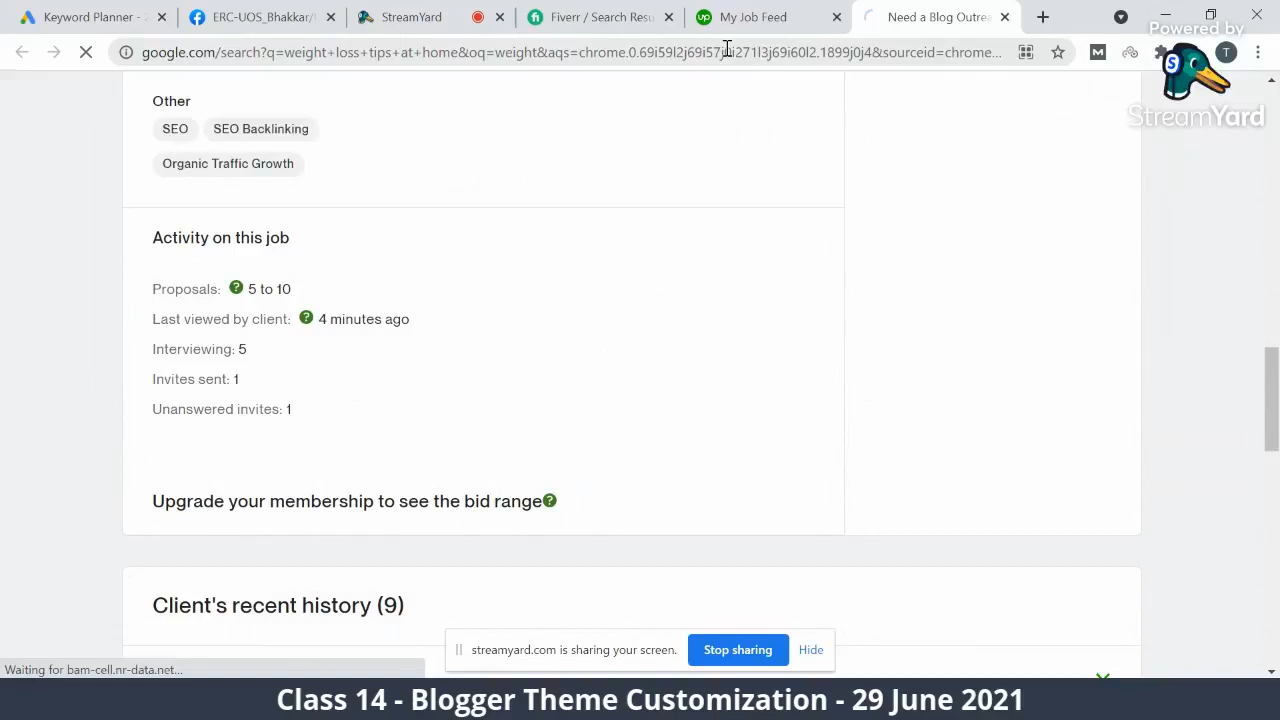 Keyword Planner - 2
ERC-UOS_Bhakkar/
StreamYard
Fiverr / Search Resu
My Job Feed
Need a Blog Outrea
google.com/search?q=weight+loss+tips+at+home&oq=weight&aqs=chrome.0.69i59l2j69i57j0i271l3j69i60l2.1899j0j4&sourceid=chrome...
T
Powered by
StreamYard
Other
SEO
SEO Backlinking
Organic Traffic Growth
Activity on this job
Proposals: ? 5 to 10
Last viewed by client: ? 4 minutes ago
Interviewing: 5
Invites sent: 1
Unanswered invites: 1
Upgrade your membership to see the bid range ?
Client's recent history (9)
streamyard.com is sharing your screen.
Stop sharing
Hide
Waiting for bam-cell.nr-data.net...
Class 14 - Blogger Theme Customization - 29 June 2021